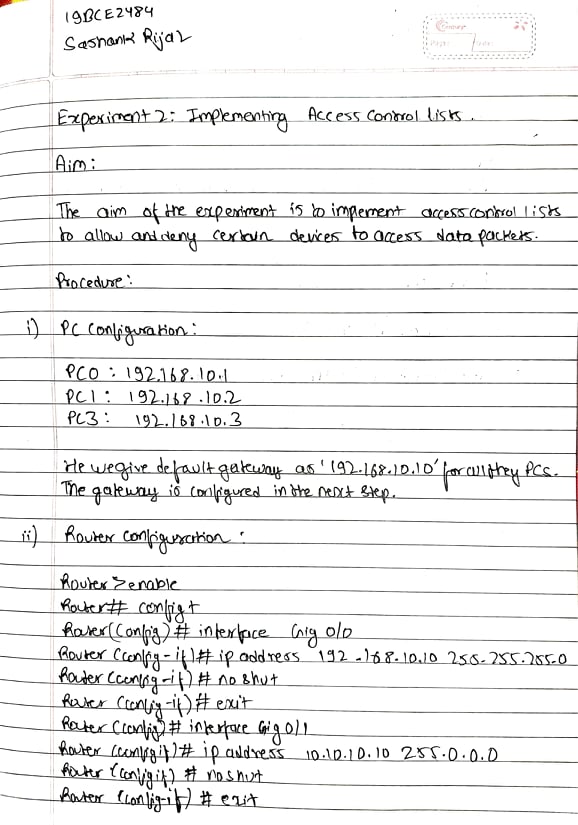 19BCE2484
Sashank Rijal
Experiment 2: Implementing Access Control lists.
Aim:
The aim of the experiment is to implement access control lists
to allow and deny certain devices to access data packets.
Procedure:
i) PC Configuration:
PC0 : 192.168.10.1
PC1 : 192.168.10.2
PC3 : 192.168.10.3
He we give default gateway as '192.168.10.10' for all they PCs.
The gateway is configured in the next step.
ii) Router configuration :
Router>enable
Router# config t
Router(config)# interface Gig 0/0
Router (config-if)# ip address 192.168.10.10 255.255.255.0
Router (config-if)# no shut
Router (config-if)# exit
Router (config)# interface Gig 0/1
Router (config if)# ip address 10.10.10.10 255.0.0.0
Router (config if) # no shut
Router (config-if) # exit